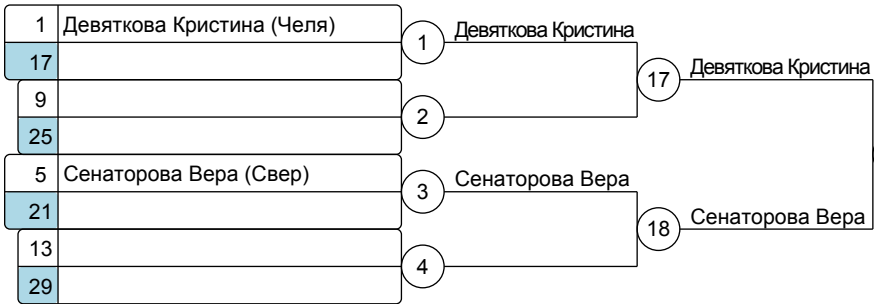 1 Девяткова Кристина (Челя)
17
1 Девяткова Кристина
9
25
2
17 Девяткова Кристина
5 Сенаторова Вера (Свер)
21
3 Сенаторова Вера
13
29
4
18 Сенаторова Вера